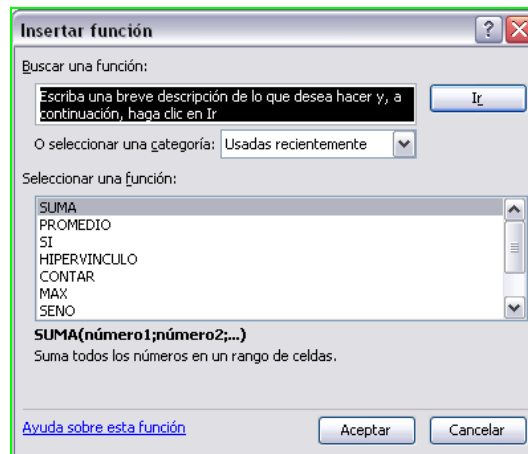 Insertar función
Buscar una función:
Escriba una breve descripción de lo que desea hacer y, a
continuación, haga clic en Ir
Ir
O seleccionar una categoría: Usadas recientemente
Seleccionar una función:
SUMA
PROMEDIO
SI
HIPERVINCULO
CONTAR
MAX
SENO
SUMA(número1;número2;...)
Suma todos los números en un rango de celdas.
Ayuda sobre esta función
Aceptar
Cancelar